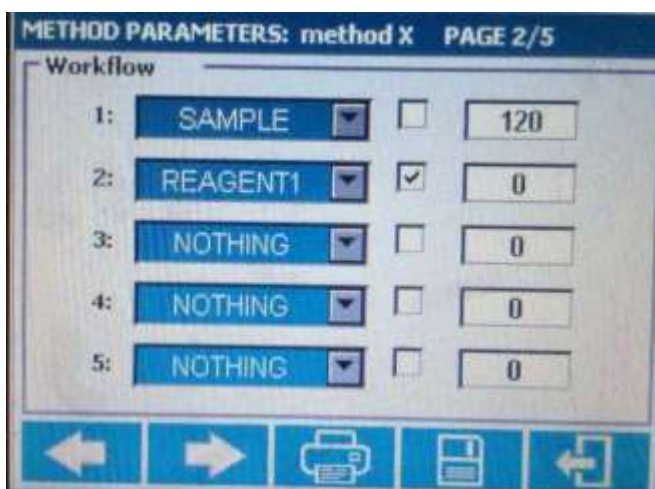 METHOD PARAMETERS: method X PAGE 2/5
Workflow
1: SAMPLE 120
2: REAGENT1 0
3: NOTHING 0
4: NOTHING 0
5: NOTHING 0